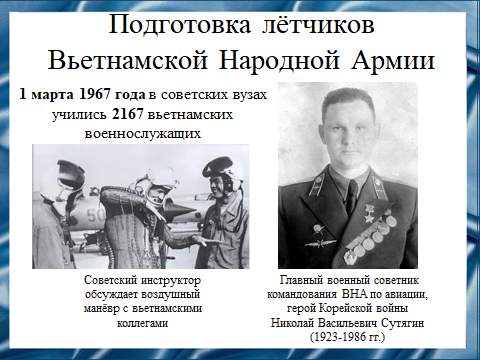 Подготовка лётчиков
Вьетнамской Народной Армии
1 марта 1967 года в советских вузах
учились 2167 вьетнамских
военнослужащих
Советский инструктор
обсуждает воздушный
манёвр с вьетнамскими
коллегами
Главный военный советник
командования ВНА по авиации,
герой Корейской войны
Николай Васильевич Сутягин
(1923-1986 гг.)